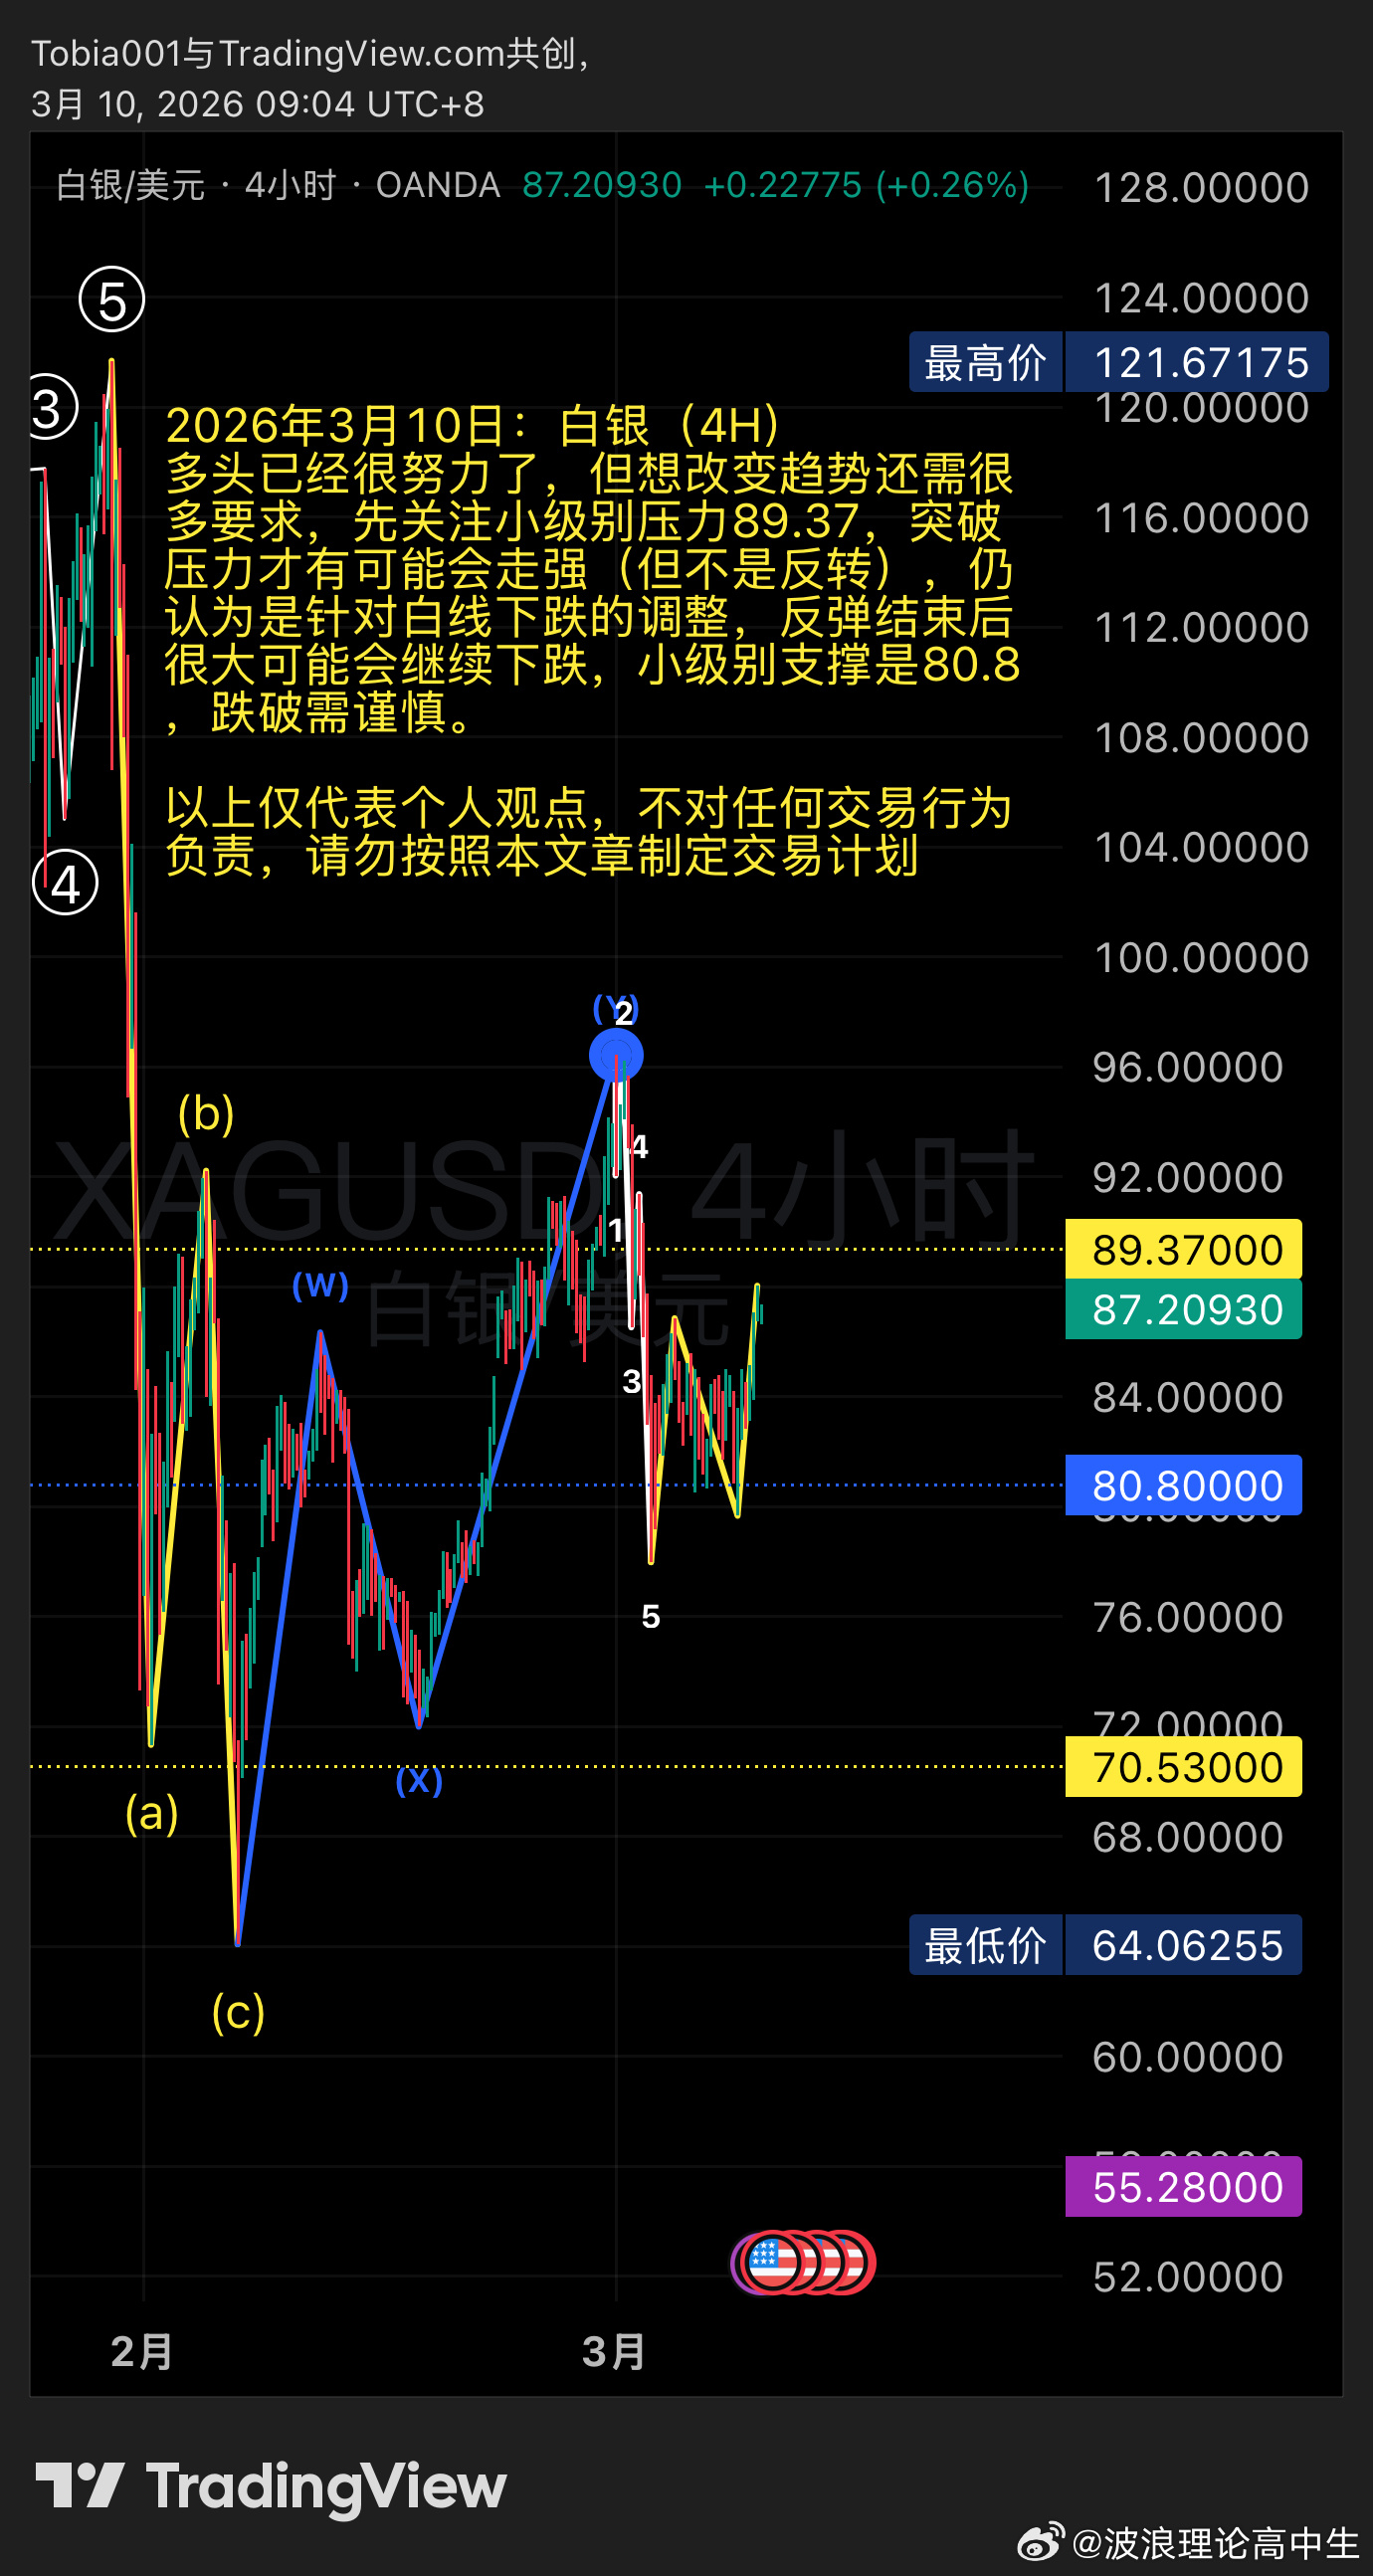 Tobia001与TradingView.com共创，
3月 10, 2026 09:04 UTC+8
白银/美元 · 4小时 · OANDA 87.20930 +0.22775 (+0.26%)
128.00000
⑤
124.00000
最高价 121.67175
③
120.00000
2026年3月10日：白银（4H）
多头已经很努力了，但想改变趋势还需很
多要求，先关注小级别压力89.37，突破
压力才有可能会走强（但不是反转），仍
认为是针对白线下跌的调整，反弹结束后
很大可能会继续下跌，小级别支撑是80.8
，跌破需谨慎。
以上仅代表个人观点，不对任何交易行为
负责，请勿按照本文章制定交易计划
116.00000
112.00000
108.00000
104.00000
④
100.00000
(Y)
2
96.00000
(b)
4
XAGUSD, 4小时
92.00000
1
89.37000
(W)
白银/美元
87.20930
3
84.00000
80.80000
5
76.00000
72.00000
70.53000
(X)
(a)
68.00000
最低价 64.06255
(c)
60.00000
55.28000
52.00000
2月
3月
TradingView
@波浪理论高中生